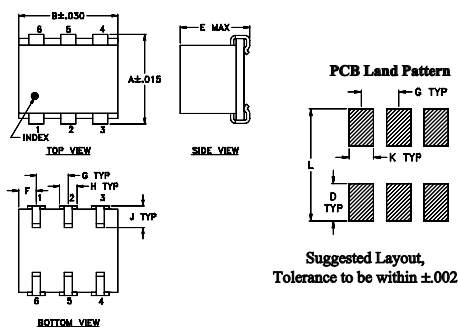 B±.030
6 5 4
A±.015
INDEX
1 2 3
TOP VIEW
E MAX
SIDE VIEW
PCB Land Pattern
G TYP
L
K TYP
D
TYP
Suggested Layout,
Tolerance to be within ±.002
G TYP
H TYP
F
1 2 3
J TYP
6 5 4
BOTTOM VIEW